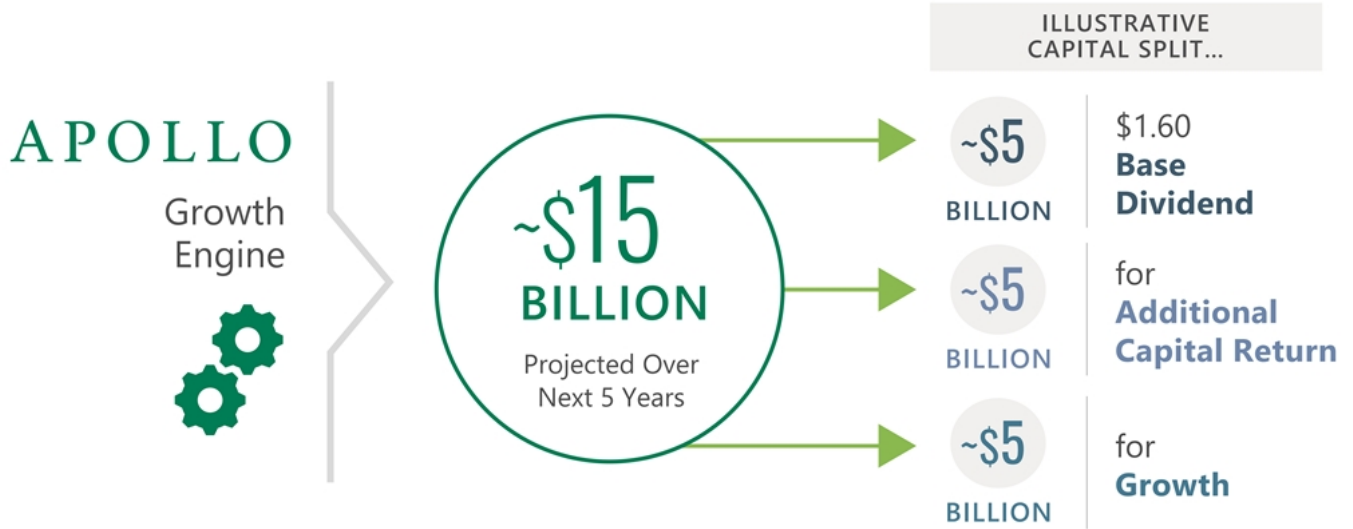 APOLLO
Growth
Engine
~$15
BILLION
Projected Over
Next 5 Years
ILLUSTRATIVE
CAPITAL SPLIT...
~$5
BILLION
$1.60
Base
Dividend
~$5
BILLION
for
Additional
Capital Return
~$5
BILLION
for
Growth